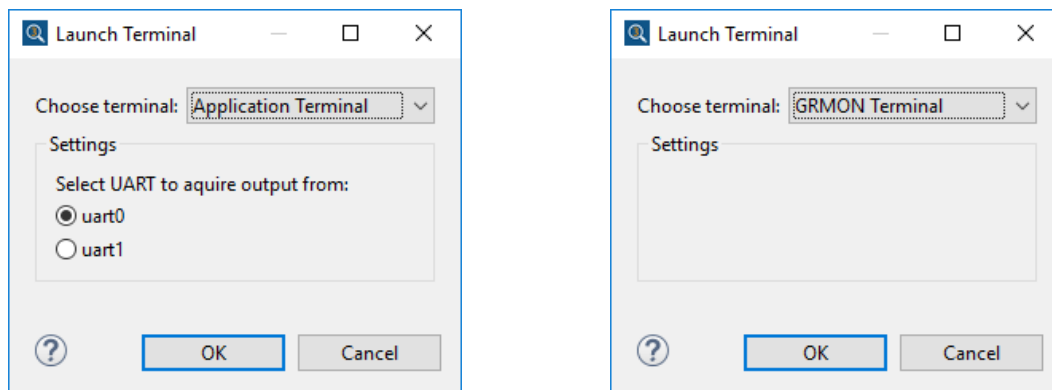 Launch Terminal
Choose terminal: Application Terminal
Settings
Select UART to aquire output from:
uart0
uart1
? OK Cancel
Launch Terminal
Choose terminal: GRMON Terminal
Settings
? OK Cancel